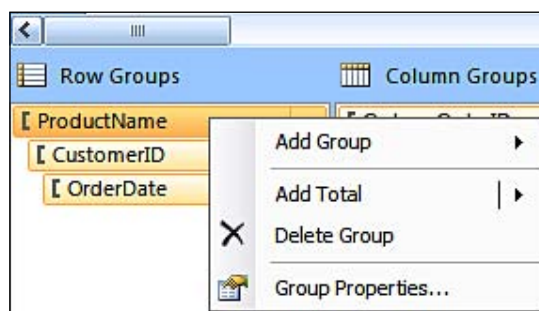 Row Groups Column Groups
ProductName
CustomerID
OrderDate
Add Group
Add Total
Delete Group
Group Properties...